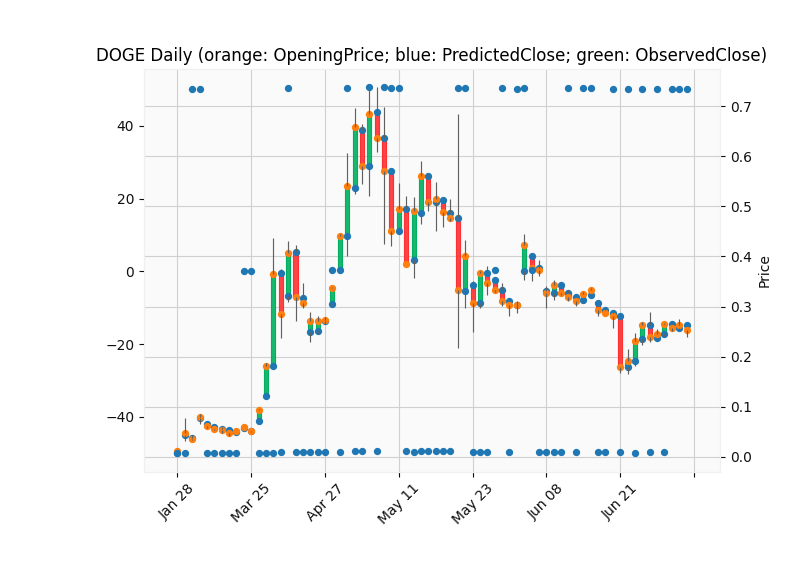 DOGE Daily (orange: OpeningPrice; blue: PredictedClose; green: ObservedClose)
40
20
0
−20
−40
0.7
0.6
0.5
0.4
0.3
0.2
0.1
0.0
Price
Jan 28
Mar 25
Apr 27
May 11
May 23
Jun 08
Jun 21